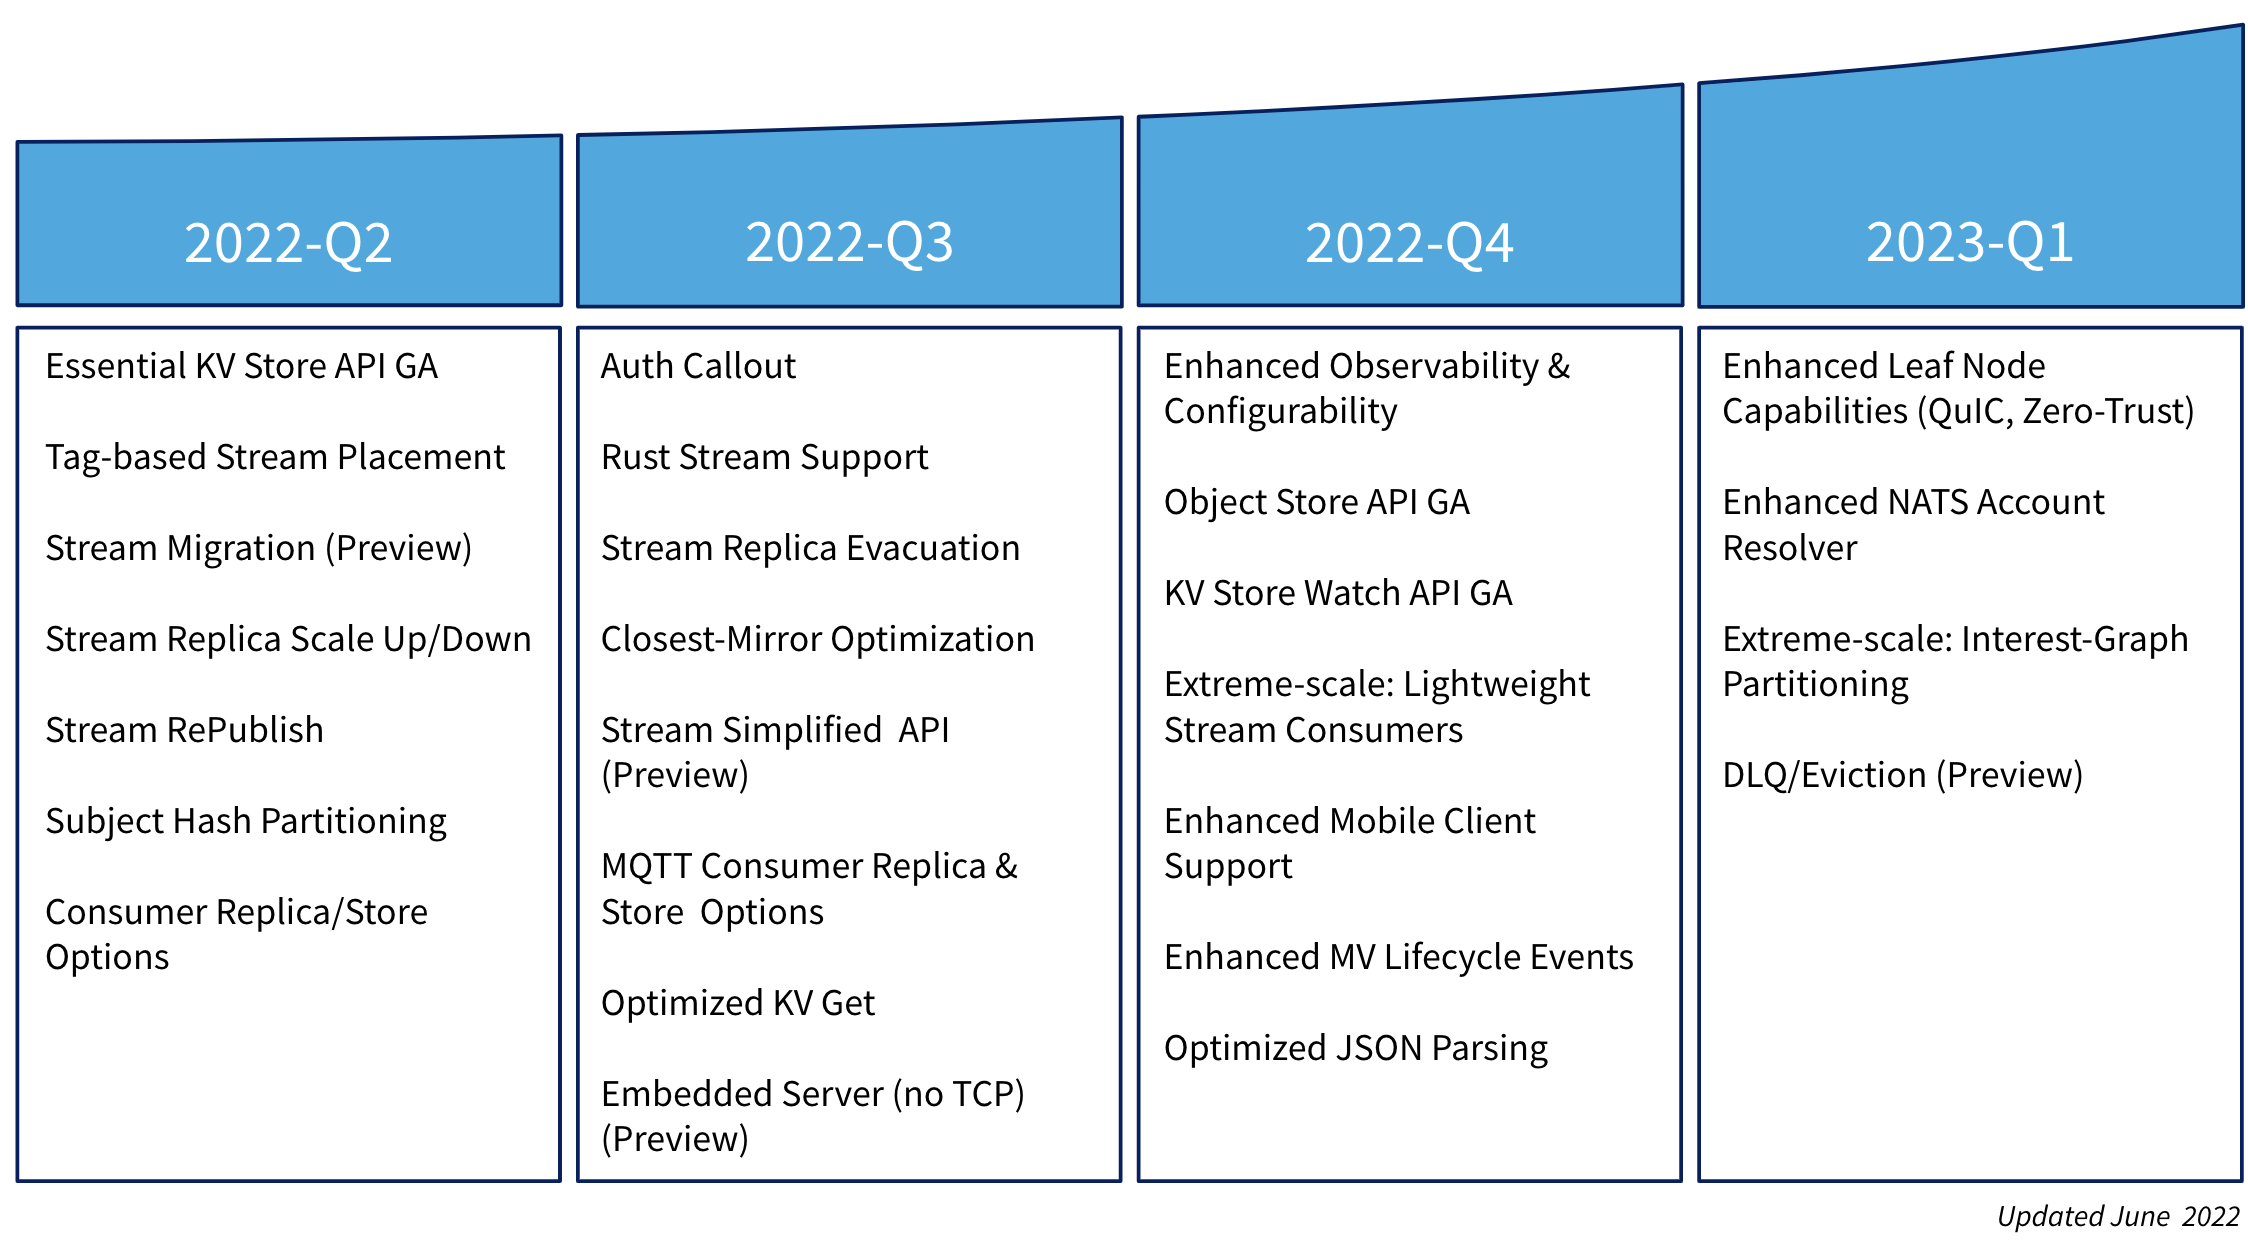 2022-Q2
Essential KV Store API GA
Tag-based Stream Placement
Stream Migration (Preview)
Stream Replica Scale Up/Down
Stream RePublish
Subject Hash Partitioning
Consumer Replica/Store
Options
2022-Q3
Auth Callout
Rust Stream Support
Stream Replica Evacuation
Closest-Mirror Optimization
Stream Simplified  API
(Preview)
MQTT Consumer Replica &
Store  Options
Optimized KV Get
Embedded Server (no TCP)
(Preview)
2022-Q4
Enhanced Observability &
Configurability
Object Store API GA
KV Store Watch API GA
Extreme-scale: Lightweight
Stream Consumers
Enhanced Mobile Client
Support
Enhanced MV Lifecycle Events
Optimized JSON Parsing
2023-Q1
Enhanced Leaf Node
Capabilities (QuIC, Zero-Trust)
Enhanced NATS Account
Resolver
Extreme-scale: Interest-Graph
Partitioning
DLQ/Eviction (Preview)
Updated June  2022